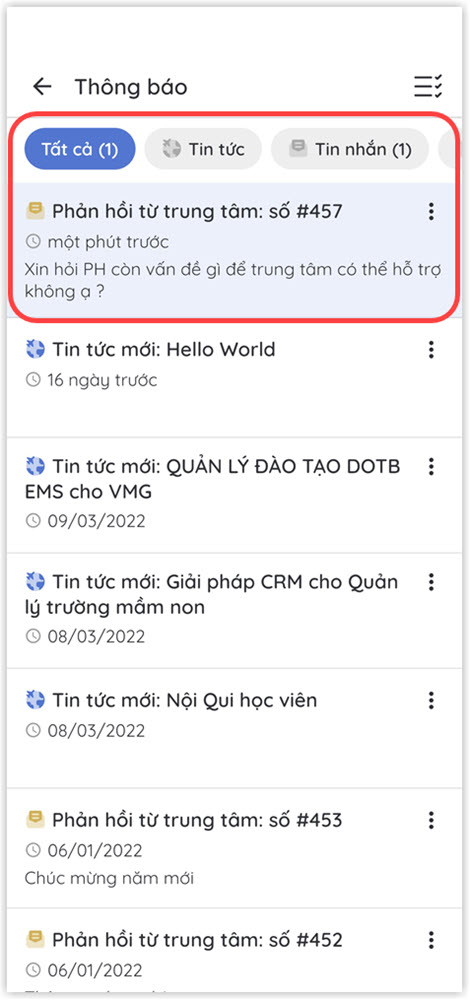 Thông báo
Tất cả (1) Tin tức Tin nhắn (1)
Phản hồi từ trung tâm: số #457
một phút trước
Xin hỏi PH còn vấn đề gì để trung tâm có thể hỗ trợ
không ạ ?
Tin tức mới: Hello World
16 ngày trước
Tin tức mới: QUẢN LÝ ĐÀO TẠO DOTB
EMS cho VMG
09/03/2022
Tin tức mới: Giải pháp CRM cho Quản
lý trường mầm non
08/03/2022
Tin tức mới: Nội Qui học viên
08/03/2022
Phản hồi từ trung tâm: số #453
06/01/2022
Chúc mừng năm mới
Phản hồi từ trung tâm: số #452
06/01/2022